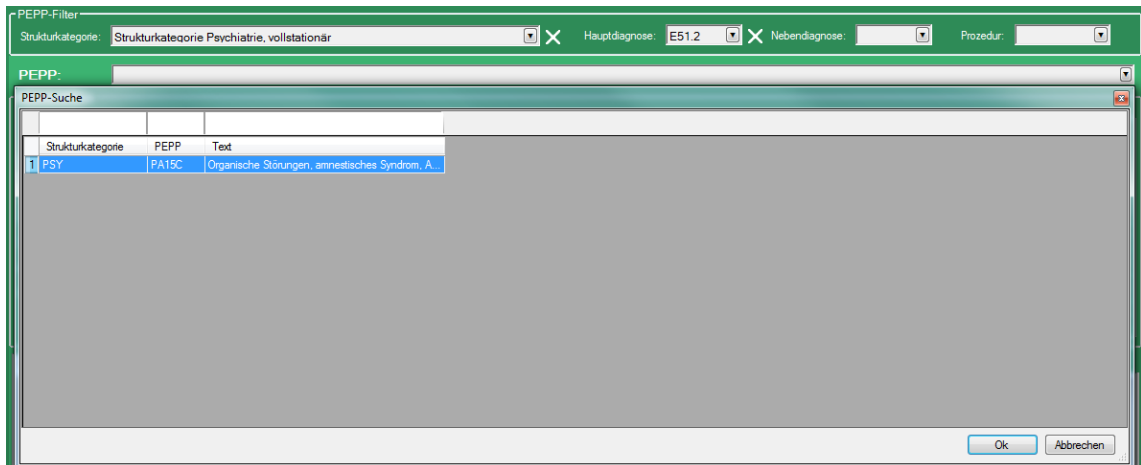 PEPP-Filter
Strukturkategorie: Strukturkategorie Psychiatrie, vollstationär Hauptdiagnose: E51.2 Nebendiagnose: Prozedur:
PEPP:
PEPP-Suche
Strukturkategorie PEPP Text
1 PSY PA15C Organische Störungen, amnestisches Syndrom, A...
Ok Abbrechen